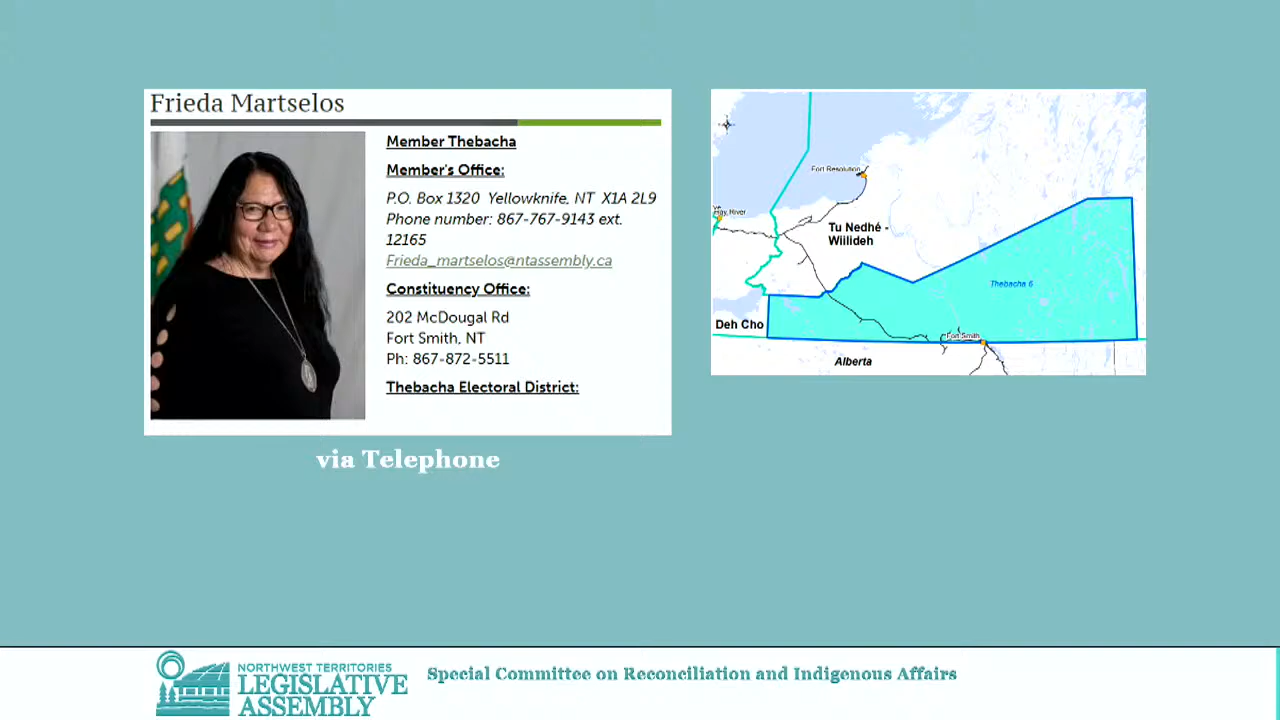 Frieda Martselos
Member Thebacha
Member's Office:
P.O. Box 1320 Yellowknife, NT X1A 2L9
Phone number: 867-767-9143 ext.
12165
Frieda_martselos@ntassembly.ca
Constituency Office:
202 McDougal Rd
Fort Smith, NT
Ph: 867-872-5511
Thebacha Electoral District:
via Telephone
Fort Resolution
Hay River
Tu Nedhé -
Wiilideh
Thebacha 6
Deh Cho
Fort Smith
Alberta
NORTHWEST TERRITORIES
LEGISLATIVE
ASSEMBLY
Special Committee on Reconciliation and Indigenous Affairs